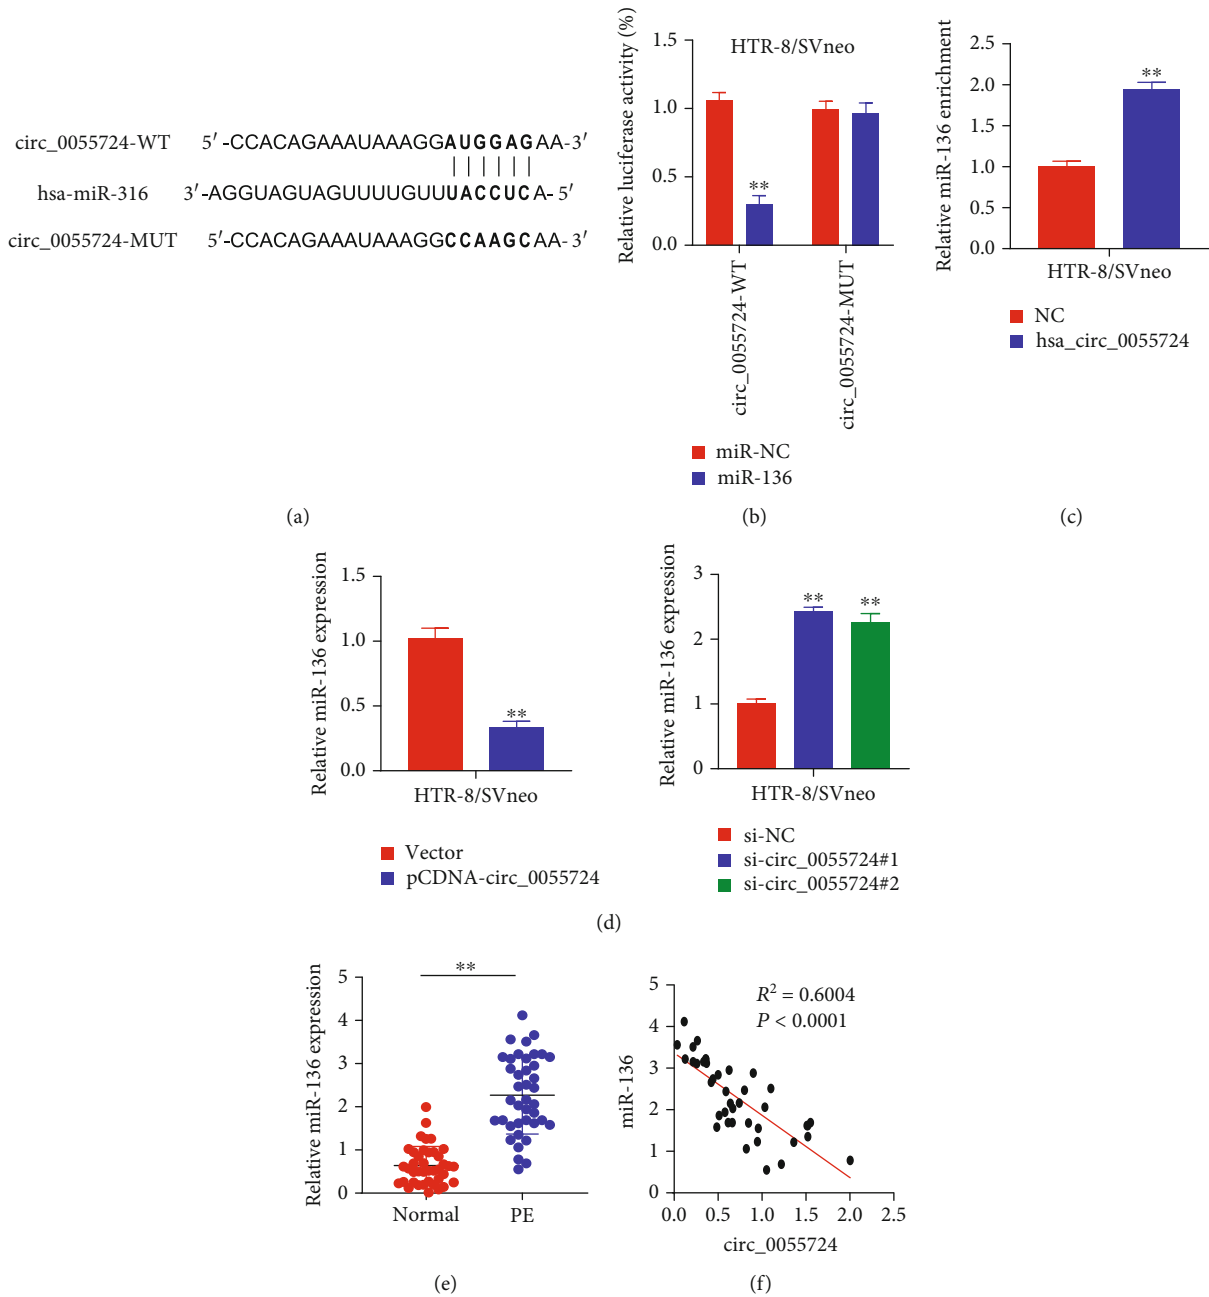 circ_0055724-WT 5′-CCACAGAAAUAAAGGAUGGAGAA-3′
hsa-miR-316 3′-AGGUAGUAGUUUUGUUUACCUCA-5′
circ_0055724-MUT 5′-CCACAGAAAUAAAGGCCAAGCAA-3′
(a)
Relative luciferase activity (%)
1.5
1.0
0.5
0.0
HTR-8/SVneo
**
circ_0055724-WT
circ_0055724-MUT
miR-NC
miR-136
(b)
Relative miR-136 enrichment
2.5
2.0
1.5
1.0
0.5
0.0
**
HTR-8/SVneo
NC
hsa_circ_0055724
(c)
Relative miR-136 expression
1.5
1.0
0.5
0.0
**
HTR-8/SVneo
Vector
pCDNA-circ_0055724
Relative miR-136 expression
3
2
1
0
** **
HTR-8/SVneo
si-NC
si-circ_0055724#1
si-circ_0055724#2
(d)
Relative miR-136 expression
5
4
3
2
1
0
**
Normal PE
(e)
miR-136
5
4
3
2
1
0
R² = 0.6004
P < 0.0001
0.0 0.5 1.0 1.5 2.0 2.5
circ_0055724
(f)